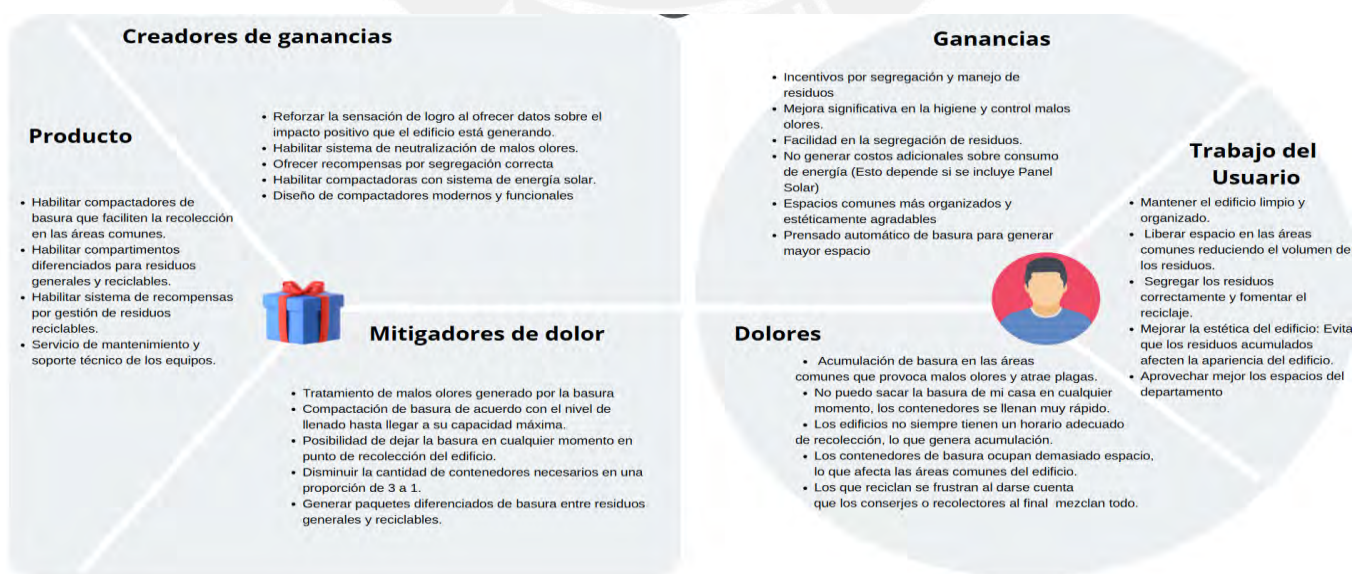 Creadores de ganancias
• Reforzar la sensación de logro al ofrecer datos sobre el
impacto positivo que el edificio está generando.
• Habilitar sistema de neutralización de malos olores.
• Ofrecer recompensas por segregación correcta
• Habilitar compactadoras con sistema de energía solar.
• Diseño de compactadores modernos y funcionales
Producto
• Habilitar compactadores de
basura que faciliten la recolección
en las áreas comunes.
• Habilitar compartimentos
diferenciados para residuos
generales y reciclables.
• Habilitar sistema de recompensas
por gestión de residuos
reciclables.
• Servicio de mantenimiento y
soporte técnico de los equipos.
Mitigadores de dolor
• Tratamiento de malos olores generado por la basura
• Compactación de basura de acuerdo con el nivel de
llenado hasta llegar a su capacidad máxima.
• Posibilidad de dejar la basura en cualquier momento en
punto de recolección del edificio.
• Disminuir la cantidad de contenedores necesarios en una
proporción de 3 a 1.
• Generar paquetes diferenciados de basura entre residuos
generales y reciclables.
Ganancias
• Incentivos por segregación y manejo de
residuos
• Mejora significativa en la higiene y control malos
olores.
• Facilidad en la segregación de residuos.
• No generar costos adicionales sobre consumo
de energía (Esto depende si se incluye Panel
Solar)
• Espacios comunes más organizados y
estéticamente agradables
• Prensado automático de basura para generar
mayor espacio
Trabajo del
Usuario
• Mantener el edificio limpio y
organizado.
• Liberar espacio en las áreas
comunes reduciendo el volumen de
los residuos.
• Segregar los residuos
correctamente y fomentar el
reciclaje.
• Mejorar la estética del edificio: Evita
que los residuos acumulados
afecten la apariencia del edificio.
• Aprovechar mejor los espacios del
departamento
Dolores
• Acumulación de basura en las áreas
comunes que provoca malos olores y atrae plagas.
• No puedo sacar la basura de mi casa en cualquier
momento, los contenedores se llenan muy rápido.
• Los edificios no siempre tienen un horario adecuado
de recolección, lo que genera acumulación.
• Los contenedores de basura ocupan demasiado espacio,
lo que afecta las áreas comunes del edificio.
• Los que reciclan se frustran al darse cuenta
que los conserjes o recolectores al final mezclan todo.